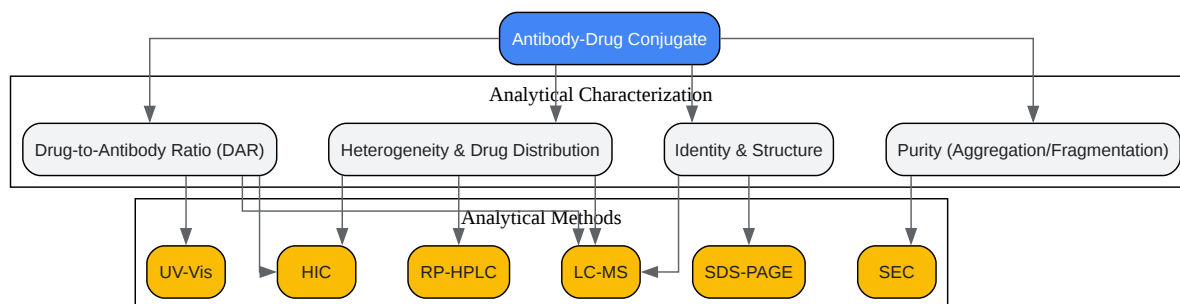 Antibody-Drug Conjugate
Analytical Characterization
Drug-to-Antibody Ratio (DAR)
Heterogeneity & Drug Distribution
Identity & Structure
Purity (Aggregation/Fragmentation)
Analytical Methods
UV-Vis
HIC
RP-HPLC
LC-MS
SDS-PAGE
SEC